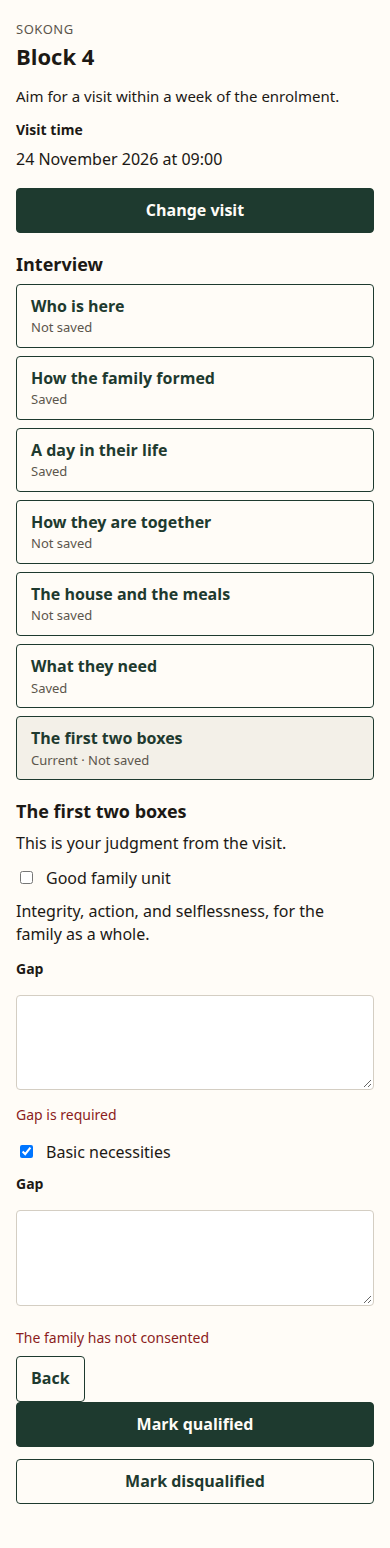 SOKONG
Block 4
Aim for a visit within a week of the enrolment.
Visit time
24 November 2026 at 09:00
Change visit
Interview
Who is here
Not saved
How the family formed
Saved
A day in their life
Saved
How they are together
Not saved
The house and the meals
Not saved
What they need
Saved
The first two boxes
Current · Not saved
The first two boxes
This is your judgment from the visit.
Good family unit
Integrity, action, and selflessness, for the
family as a whole.
Gap
Gap is required
Basic necessities
Gap
The family has not consented
Back
Mark qualified
Mark disqualified